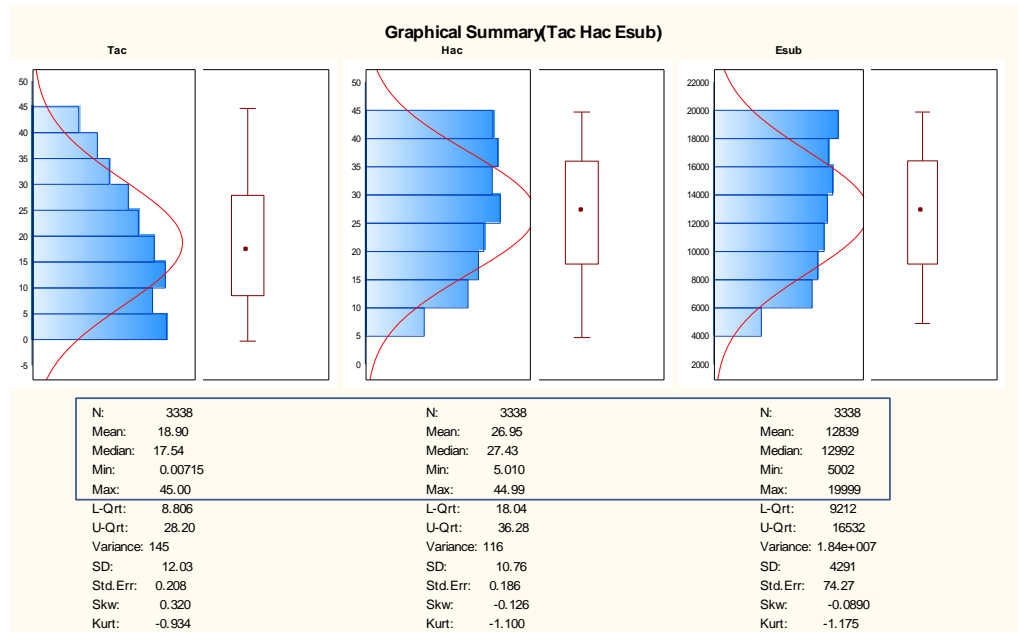 Graphical Summary(Tac Hac Esub)
Tac Hac Esub
50
45
40
35
30
25
20
15
10
5
0
-5
50
45
40
35
30
25
20
15
10
5
0
22000
20000
18000
16000
14000
12000
10000
8000
6000
4000
2000
N: 3338 N: 3338 N: 3338
Mean: 18.90 Mean: 26.95 Mean: 12839
Median: 17.54 Median: 27.43 Median: 12992
Min: 0.00715 Min: 5.010 Min: 5002
Max: 45.00 Max: 44.99 Max: 19999
L-Qrt: 8.806 L-Qrt: 18.04 L-Qrt: 9212
U-Qrt: 28.20 U-Qrt: 36.28 U-Qrt: 16532
Variance: 145 Variance: 116 Variance: 1.84e+007
SD: 12.03 SD: 10.76 SD: 4291
Std.Err: 0.208 Std.Err: 0.186 Std.Err: 74.27
Skw: 0.320 Skw: -0.126 Skw: -0.0890
Kurt: -0.934 Kurt: -1.100 Kurt: -1.175